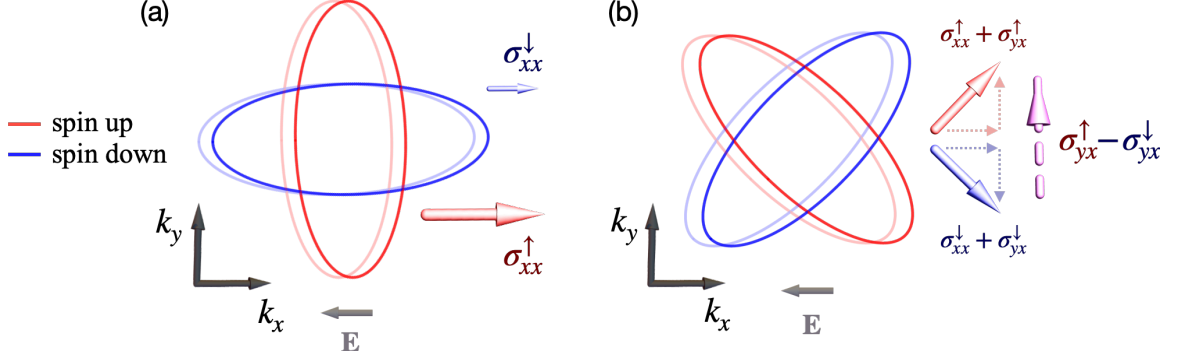 (a)
σ↓xx
spin up
spin down
σ↑xx
ky
kx
E
(b)
σ↑xx + σ↑yx
σ↑yx − σ↓yx
σ↓xx + σ↓yx
ky
kx
E